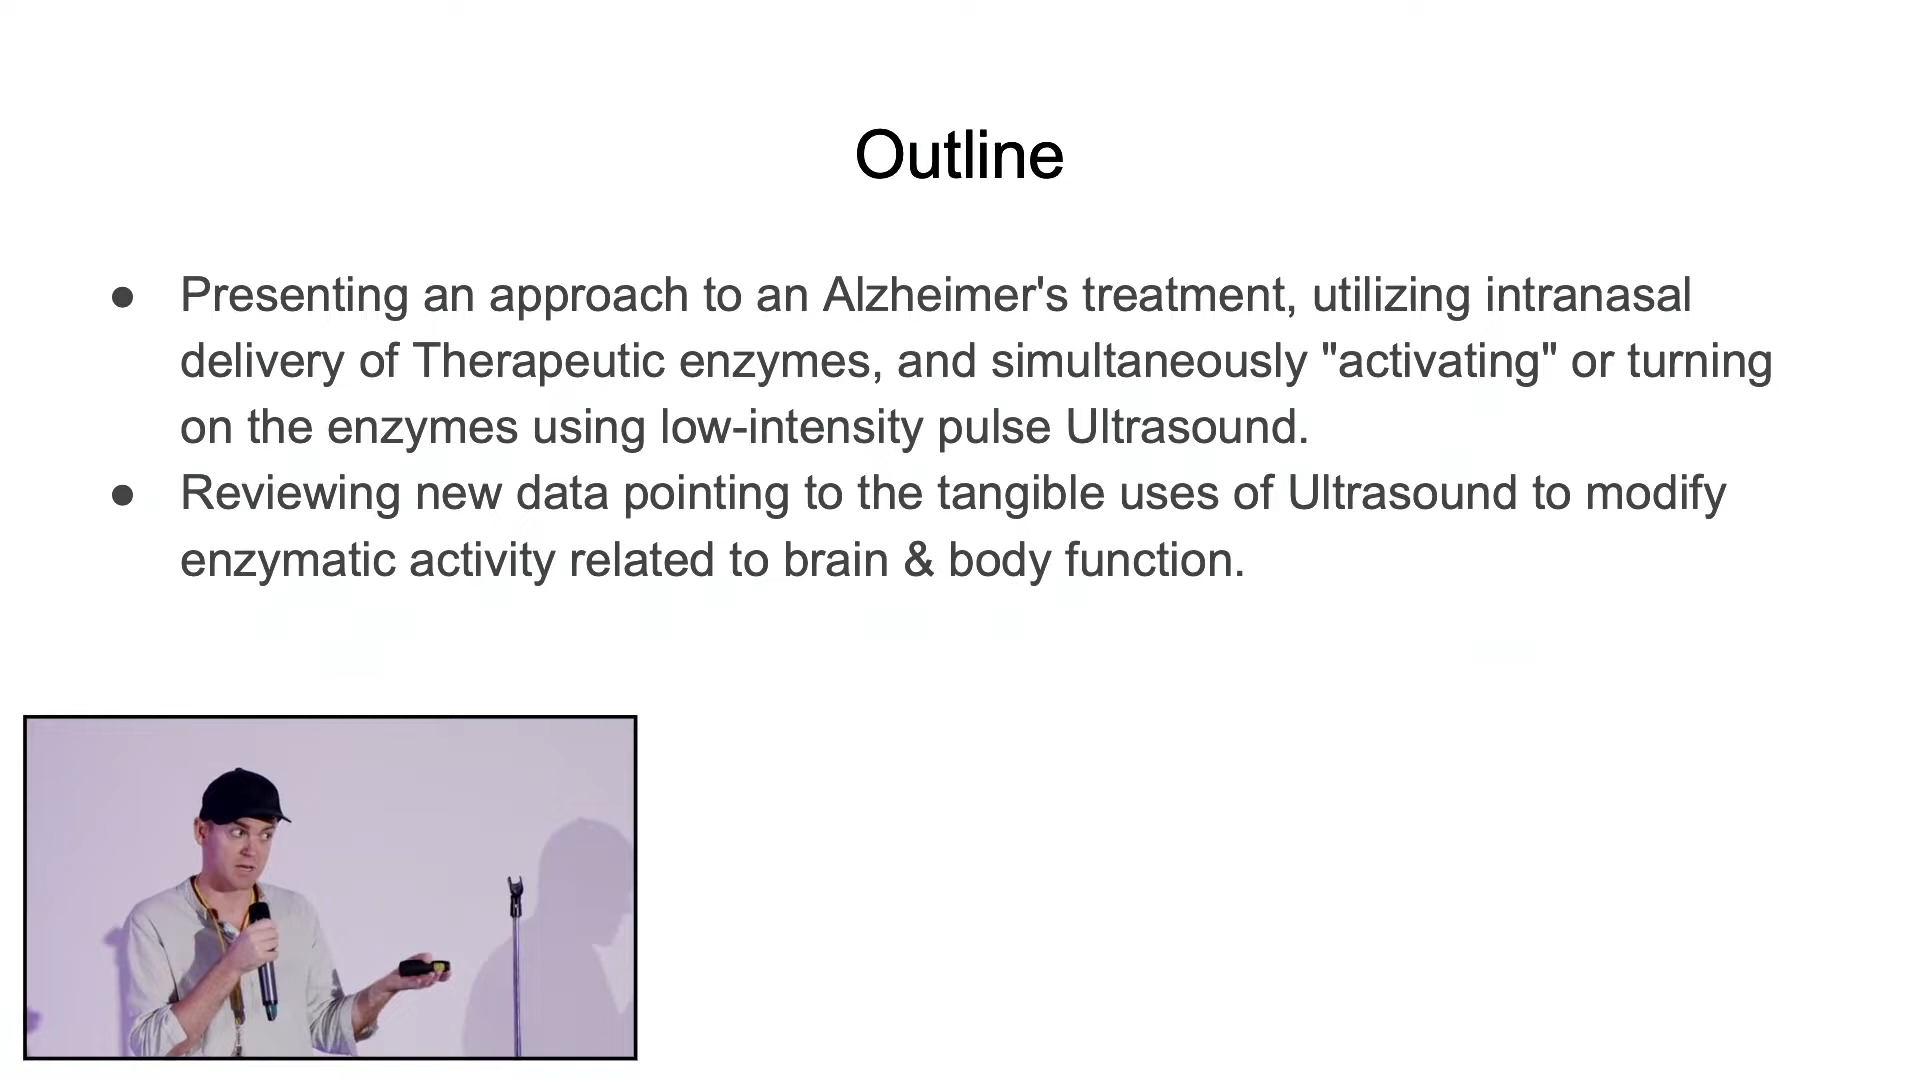 Outline
● Presenting an approach to an Alzheimer's treatment, utilizing intranasal
delivery of Therapeutic enzymes, and simultaneously "activating" or turning
on the enzymes using low-intensity pulse Ultrasound.
● Reviewing new data pointing to the tangible uses of Ultrasound to modify
enzymatic activity related to brain & body function.